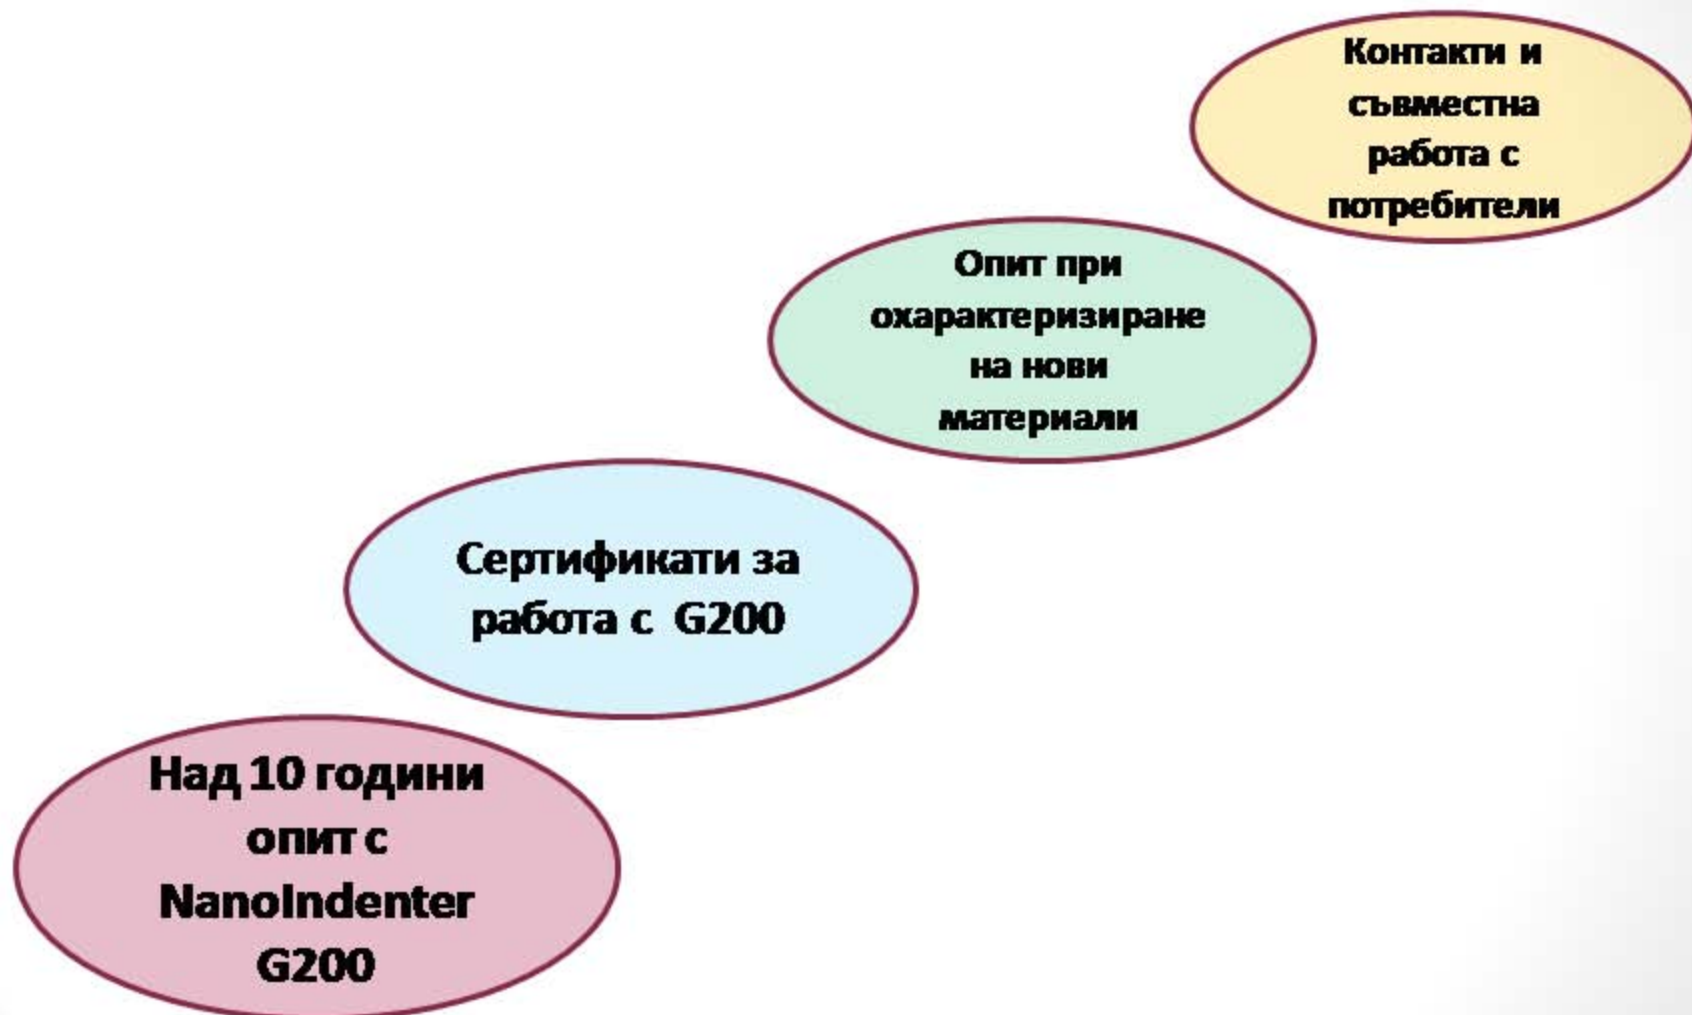 Контакти и
съвместна
работа с
потребители
Опит при
охарактеризиране
на нови
материали
Сертификати за
работа с G200
Над 10 години
опит с
NanoIndenter
G200